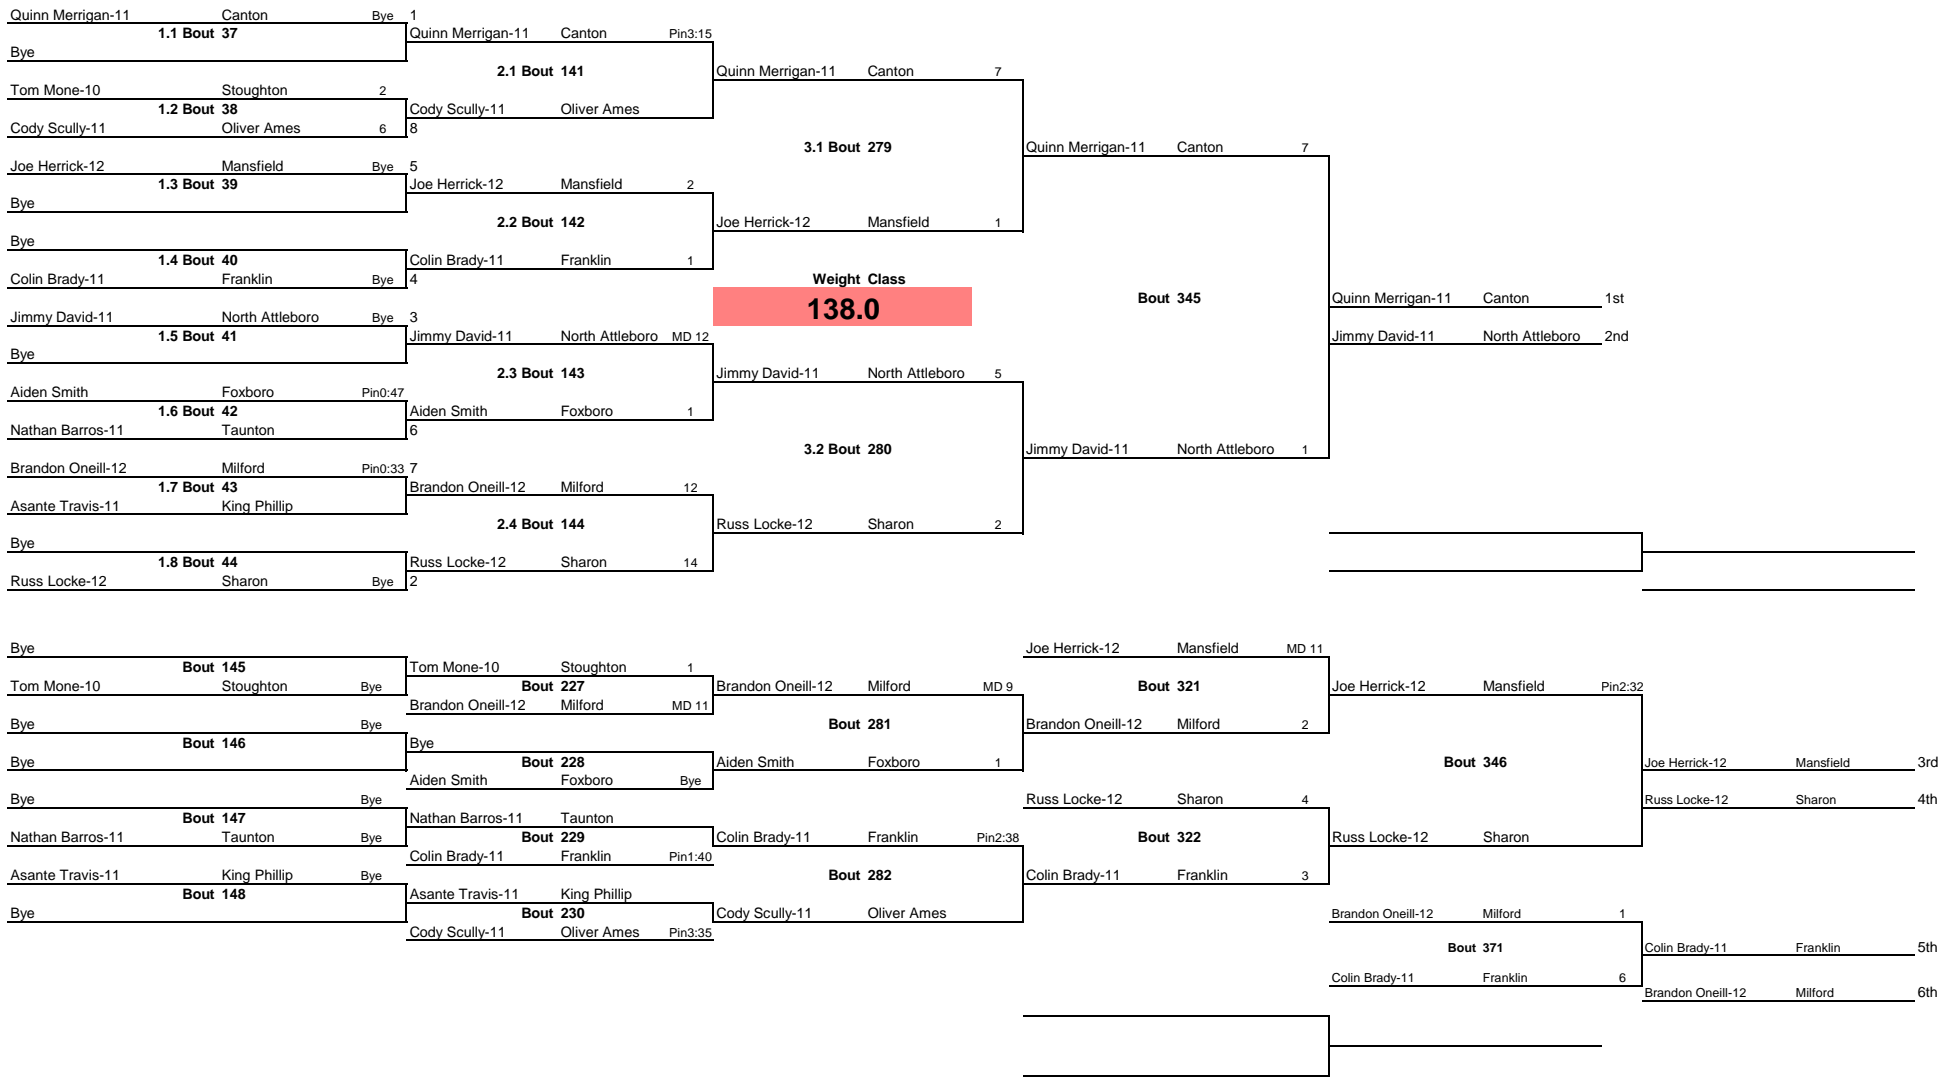 Quinn Merrigan-11 Canton Bye 1
1.1 Bout 37 Quinn Merrigan-11 Canton Pin3:15
Bye
2.1 Bout 141 Quinn Merrigan-11 Canton 7
Tom Mone-10 Stoughton 2
1.2 Bout 38 Cody Scully-11 Oliver Ames
Cody Scully-11 Oliver Ames 6 8
3.1 Bout 279 Quinn Merrigan-11 Canton 7
Joe Herrick-12 Mansfield Bye 5
1.3 Bout 39 Joe Herrick-12 Mansfield 2
Bye
2.2 Bout 142 Joe Herrick-12 Mansfield 1
Bye
1.4 Bout 40 Colin Brady-11 Franklin 1
Colin Brady-11 Franklin Bye 4 Weight Class
Bout 345 Quinn Merrigan-11 Canton 1st
138.0
Jimmy David-11 North Attleboro Bye 3
1.5 Bout 41 Jimmy David-11 North Attleboro MD 12 Jimmy David-11 North Attleboro 2nd
Bye
2.3 Bout 143 Jimmy David-11 North Attleboro 5
Aiden Smith Foxboro Pin0:47
1.6 Bout 42 Aiden Smith Foxboro 1
Nathan Barros-11 Taunton 6
3.2 Bout 280 Jimmy David-11 North Attleboro 1
Brandon Oneill-12 Milford Pin0:33 7
1.7 Bout 43 Brandon Oneill-12 Milford 12
Asante Travis-11 King Phillip
2.4 Bout 144 Russ Locke-12 Sharon 2
Bye
1.8 Bout 44 Russ Locke-12 Sharon 14
Russ Locke-12 Sharon Bye 2
Bye Joe Herrick-12 Mansfield MD 11
Bout 145 Tom Mone-10 Stoughton 1
Tom Mone-10 Stoughton Bye Bout 227 Brandon Oneill-12 Milford MD 9 Bout 321 Joe Herrick-12 Mansfield Pin2:32
Brandon Oneill-12 Milford MD 11
Bye Bye Bout 281 Brandon Oneill-12 Milford 2
Bout 146 Bye
Bye Bout 228 Aiden Smith Foxboro 1 Bout 346 Joe Herrick-12 Mansfield 3rd
Aiden Smith Foxboro Bye
Bye Bye Russ Locke-12 Sharon 4 Russ Locke-12 Sharon 4th
Bout 147 Nathan Barros-11 Taunton
Nathan Barros-11 Taunton Bye Bout 229 Colin Brady-11 Franklin Pin2:38 Bout 322 Russ Locke-12 Sharon
Colin Brady-11 Franklin Pin1:40
Asante Travis-11 King Phillip Bye Bout 282 Colin Brady-11 Franklin 3
Bout 148 Asante Travis-11 King Phillip
Bye Bout 230 Cody Scully-11 Oliver Ames Brandon Oneill-12 Milford 1
Cody Scully-11 Oliver Ames Pin3:35
Bout 371 Colin Brady-11 Franklin 5th
Colin Brady-11 Franklin 6
Brandon Oneill-12 Milford 6th